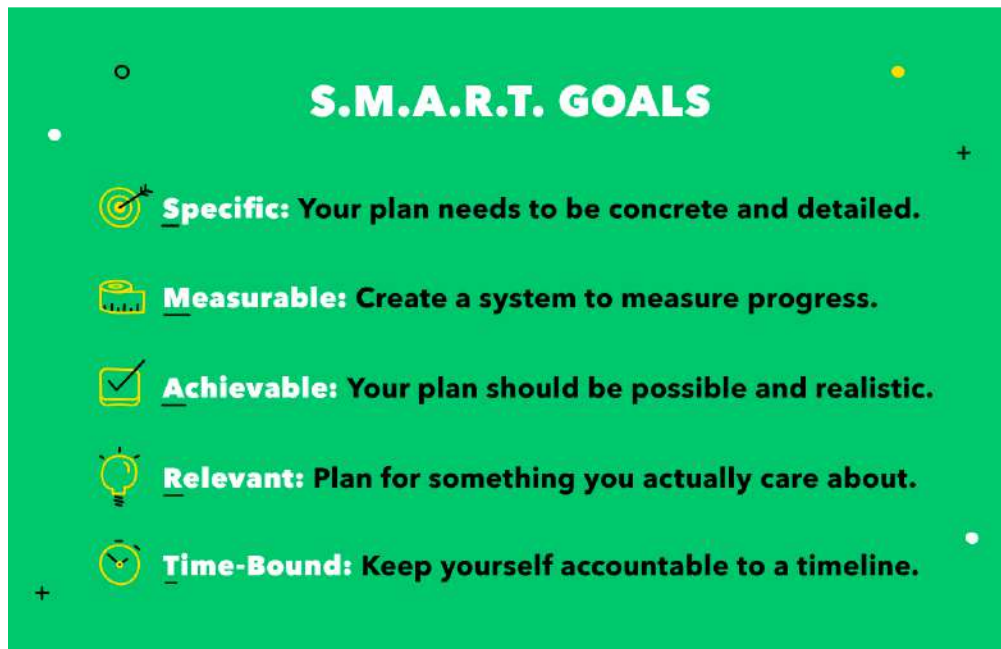 S.M.A.R.T. GOALS
Specific: Your plan needs to be concrete and detailed.
Measurable: Create a system to measure progress.
Achievable: Your plan should be possible and realistic.
Relevant: Plan for something you actually care about.
Time-Bound: Keep yourself accountable to a timeline.